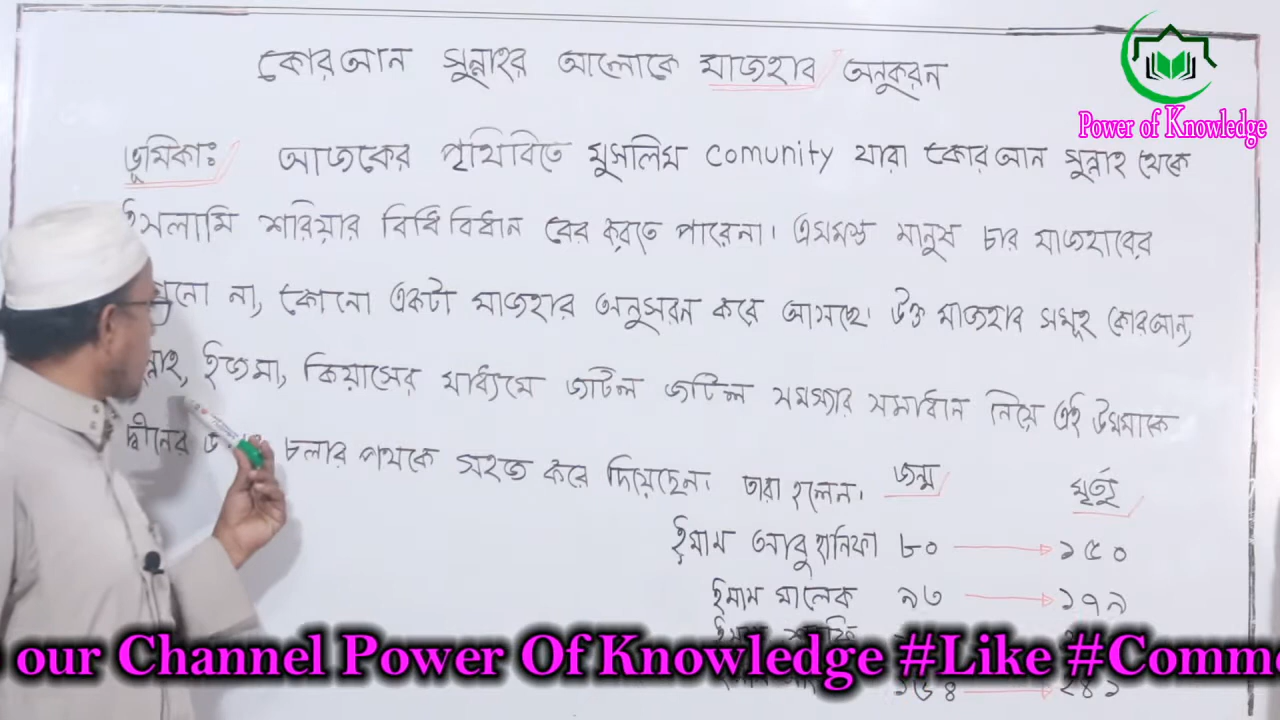 কোরআন সুন্নাহর আলোকে মাজহাব অনুকরন
Power of Knowledge
ভূমিকাঃ আজকের পৃথিবিতে মুসলিম comunity যারা কোরআন সুন্নাহ থেকে
ইসলামি শরিয়ার বিধিবিধান বের করতে পারেনা। এসমস্ত মানুষ চার মাজহাবের
না, কোনো একটা মাজহাব অনুসরন করে আসছে। উক্ত মাজহাব সমূহ কোরআন,
ইজমা, কিয়াসের মাধ্যমে জটিল জটিল সমস্যার সমাধান নিয়ে এই উম্মাকে
দ্বীনের চলার পথকে সহজ করে দিয়েছেন। তারা হলেন। জন্ম মৃর্ত্যু
ইমাম আবু হানিফা ৮০ ১৫০
ইমাম মালেক ৯৩ ১৭৯
our Channel Power Of Knowledge #Like #Comme
১৬৪ ২৪১